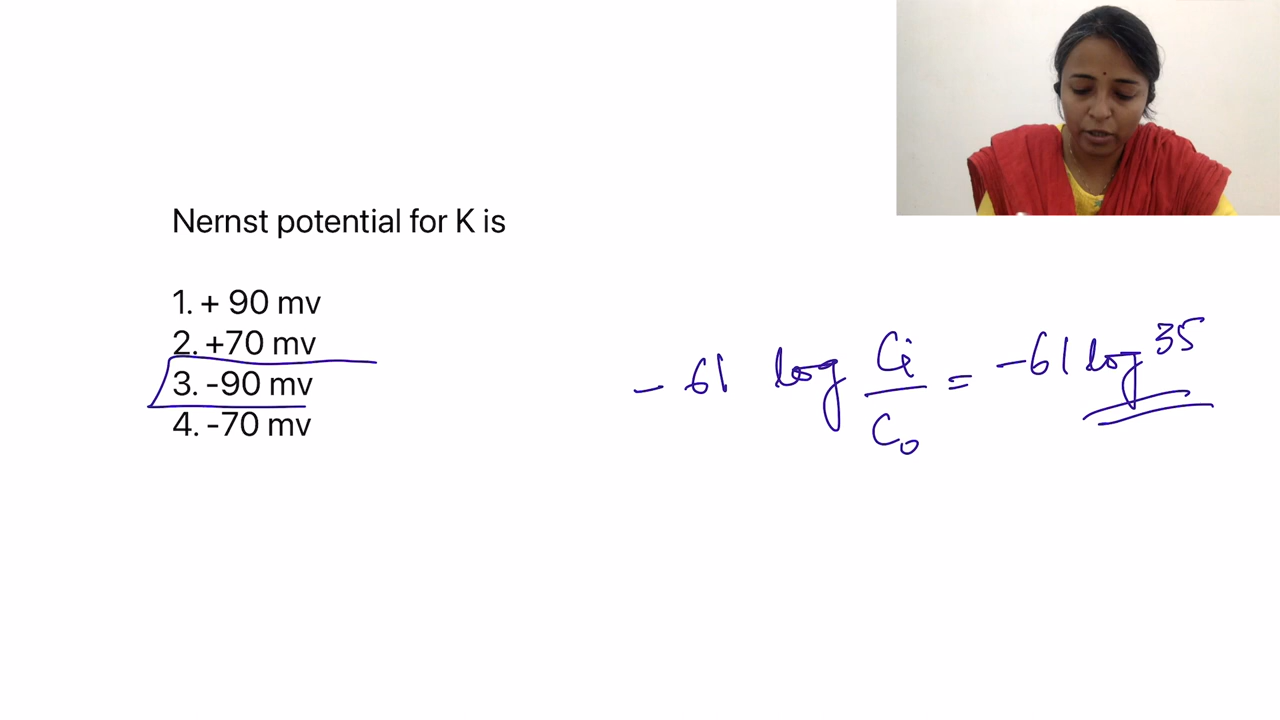 Nernst potential for K is
1. + 90 mv
2. +70 mv
3. -90 mv
4. -70 mv
- 61 log Ci/Co = -61 log 35